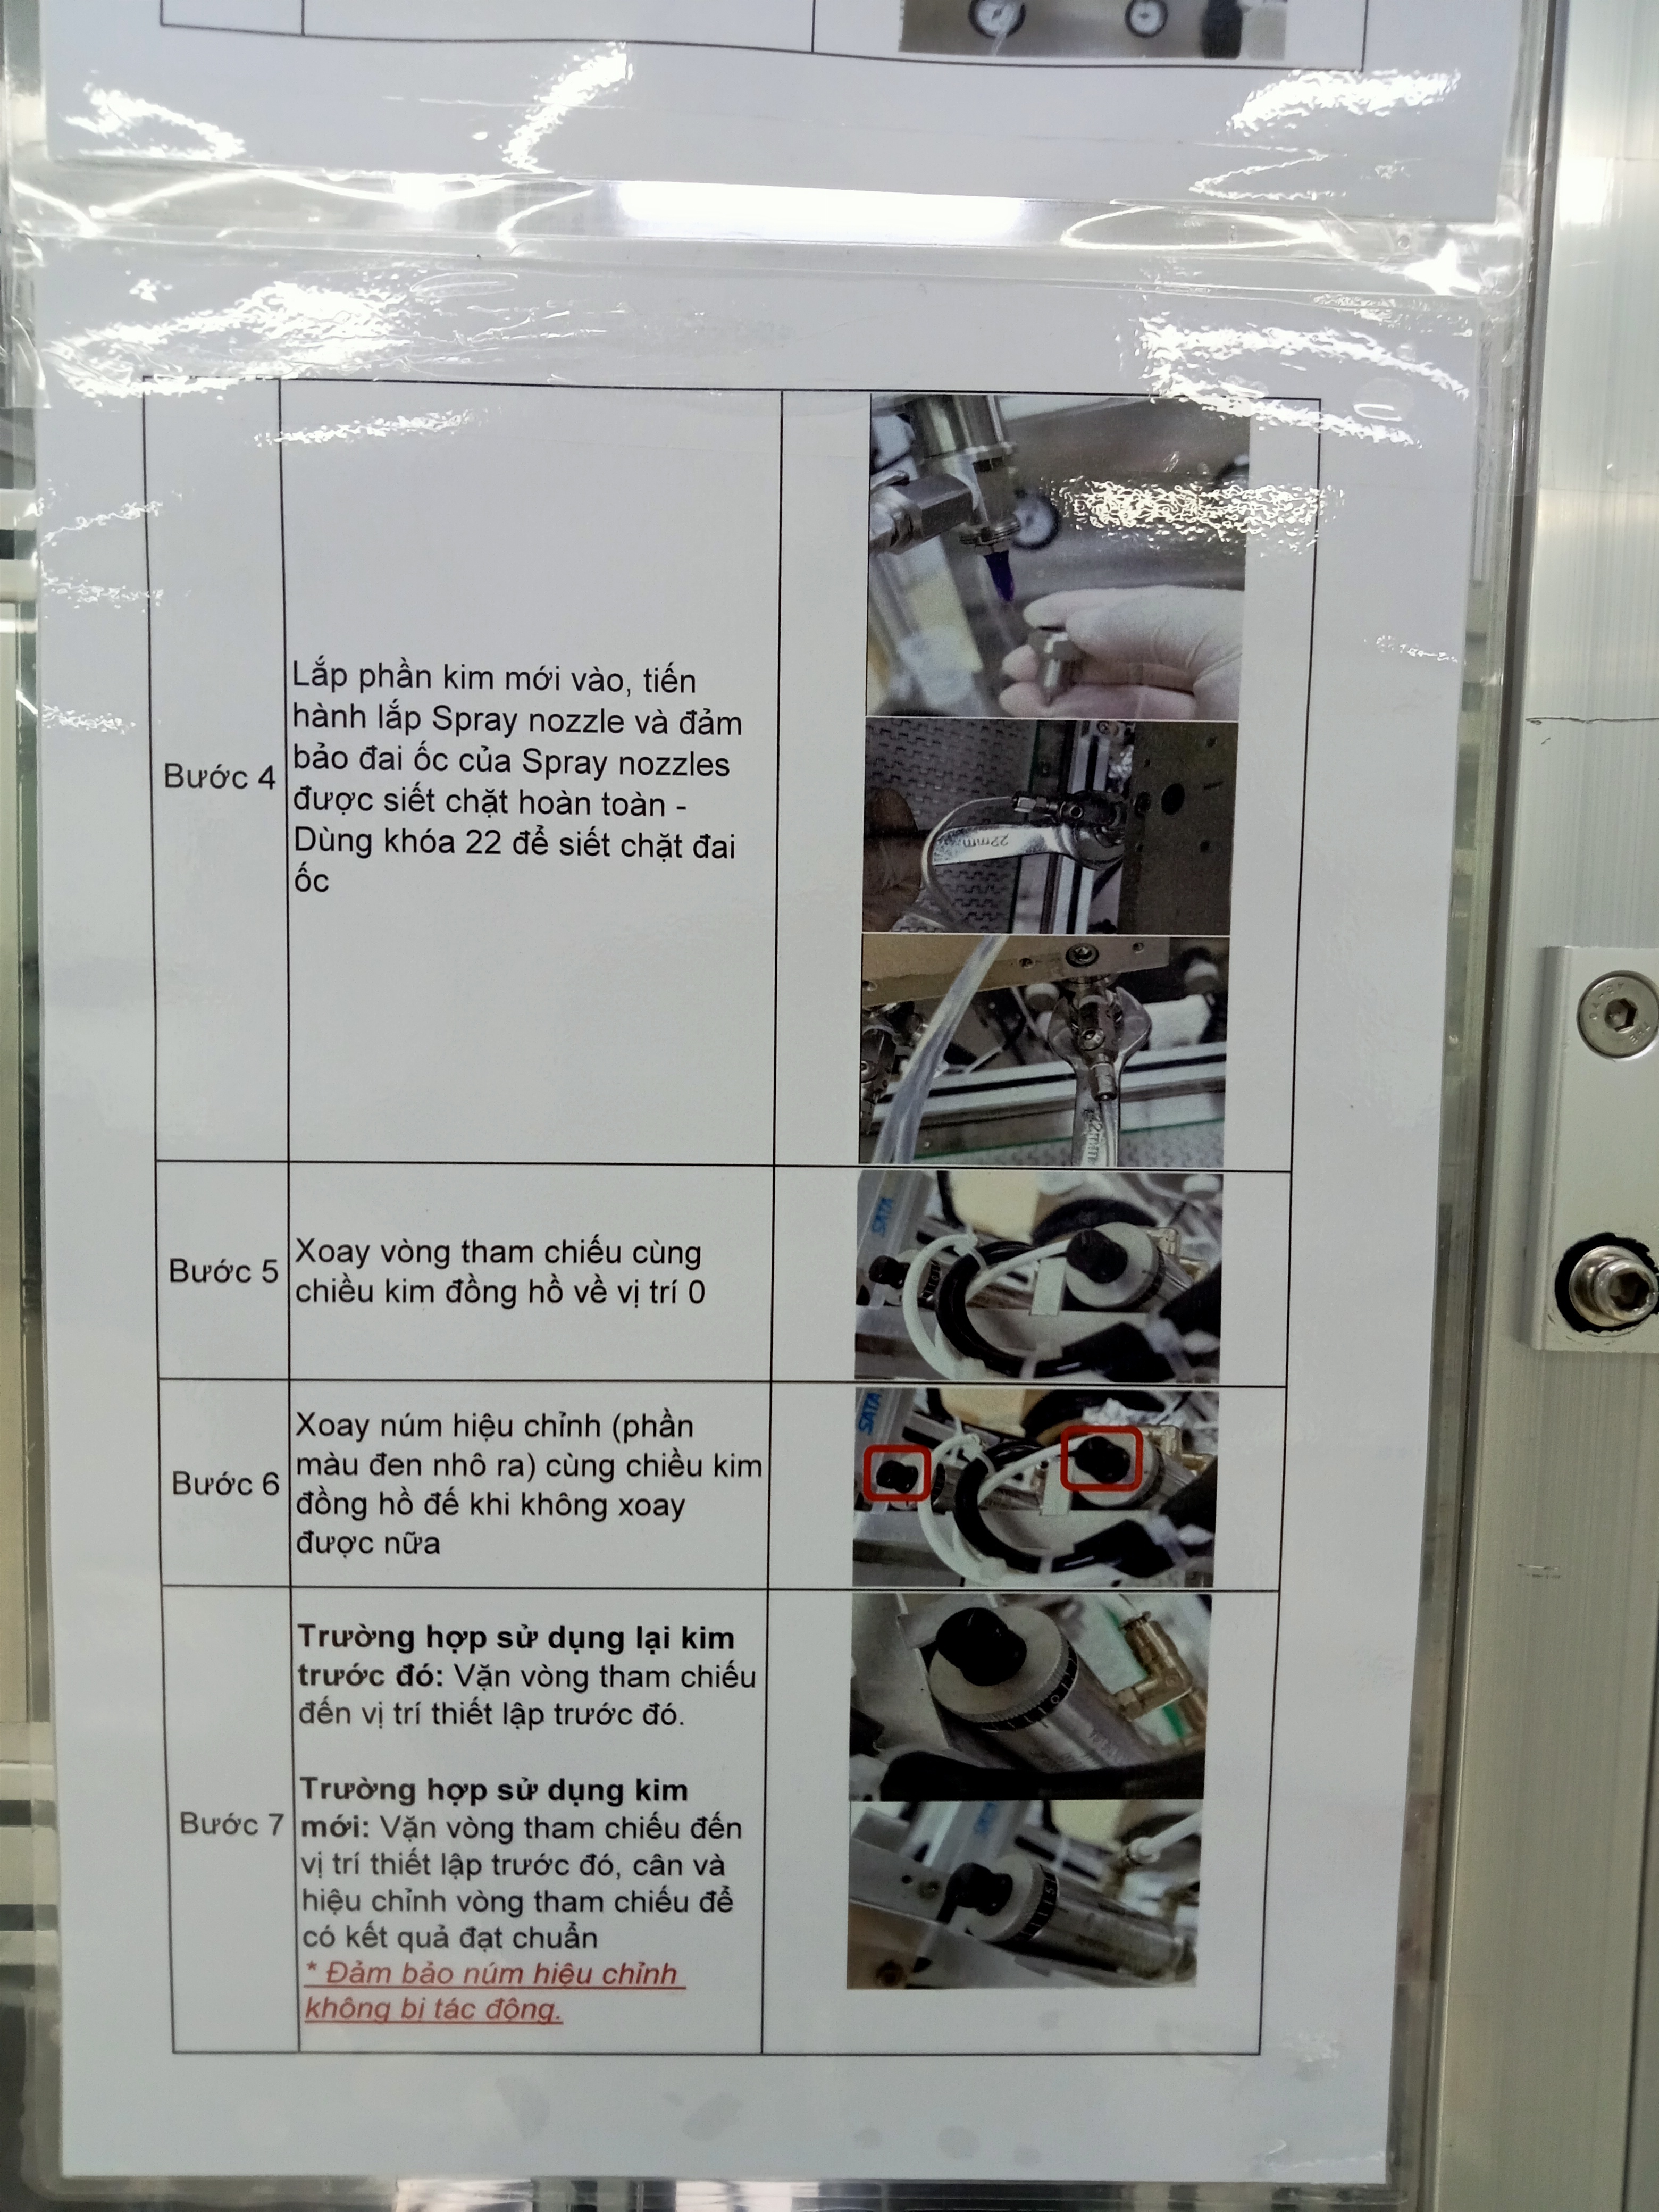 Bước 4
Lắp phần kim mới vào, tiến
hành lắp Spray nozzle và đảm
bảo đai ốc của Spray nozzles
được siết chặt hoàn toàn -
Dùng khóa 22 để siết chặt đai
ốc
22mm
22mm
Bước 5
Xoay vòng tham chiếu cùng
chiều kim đồng hồ về vị trí 0
SATA
Bước 6
Xoay núm hiệu chỉnh (phần
màu đen nhô ra) cùng chiều kim
đồng hồ đế khi không xoay
được nữa
SATA
Bước 7
Trường hợp sử dụng lại kim
trước đó: Vặn vòng tham chiếu
đến vị trí thiết lập trước đó.
Trường hợp sử dụng kim
mới: Vặn vòng tham chiếu đến
vị trí thiết lập trước đó, cân và
hiệu chỉnh vòng tham chiếu để
có kết quả đạt chuẩn
* Đảm bảo núm hiệu chỉnh
không bị tác động.